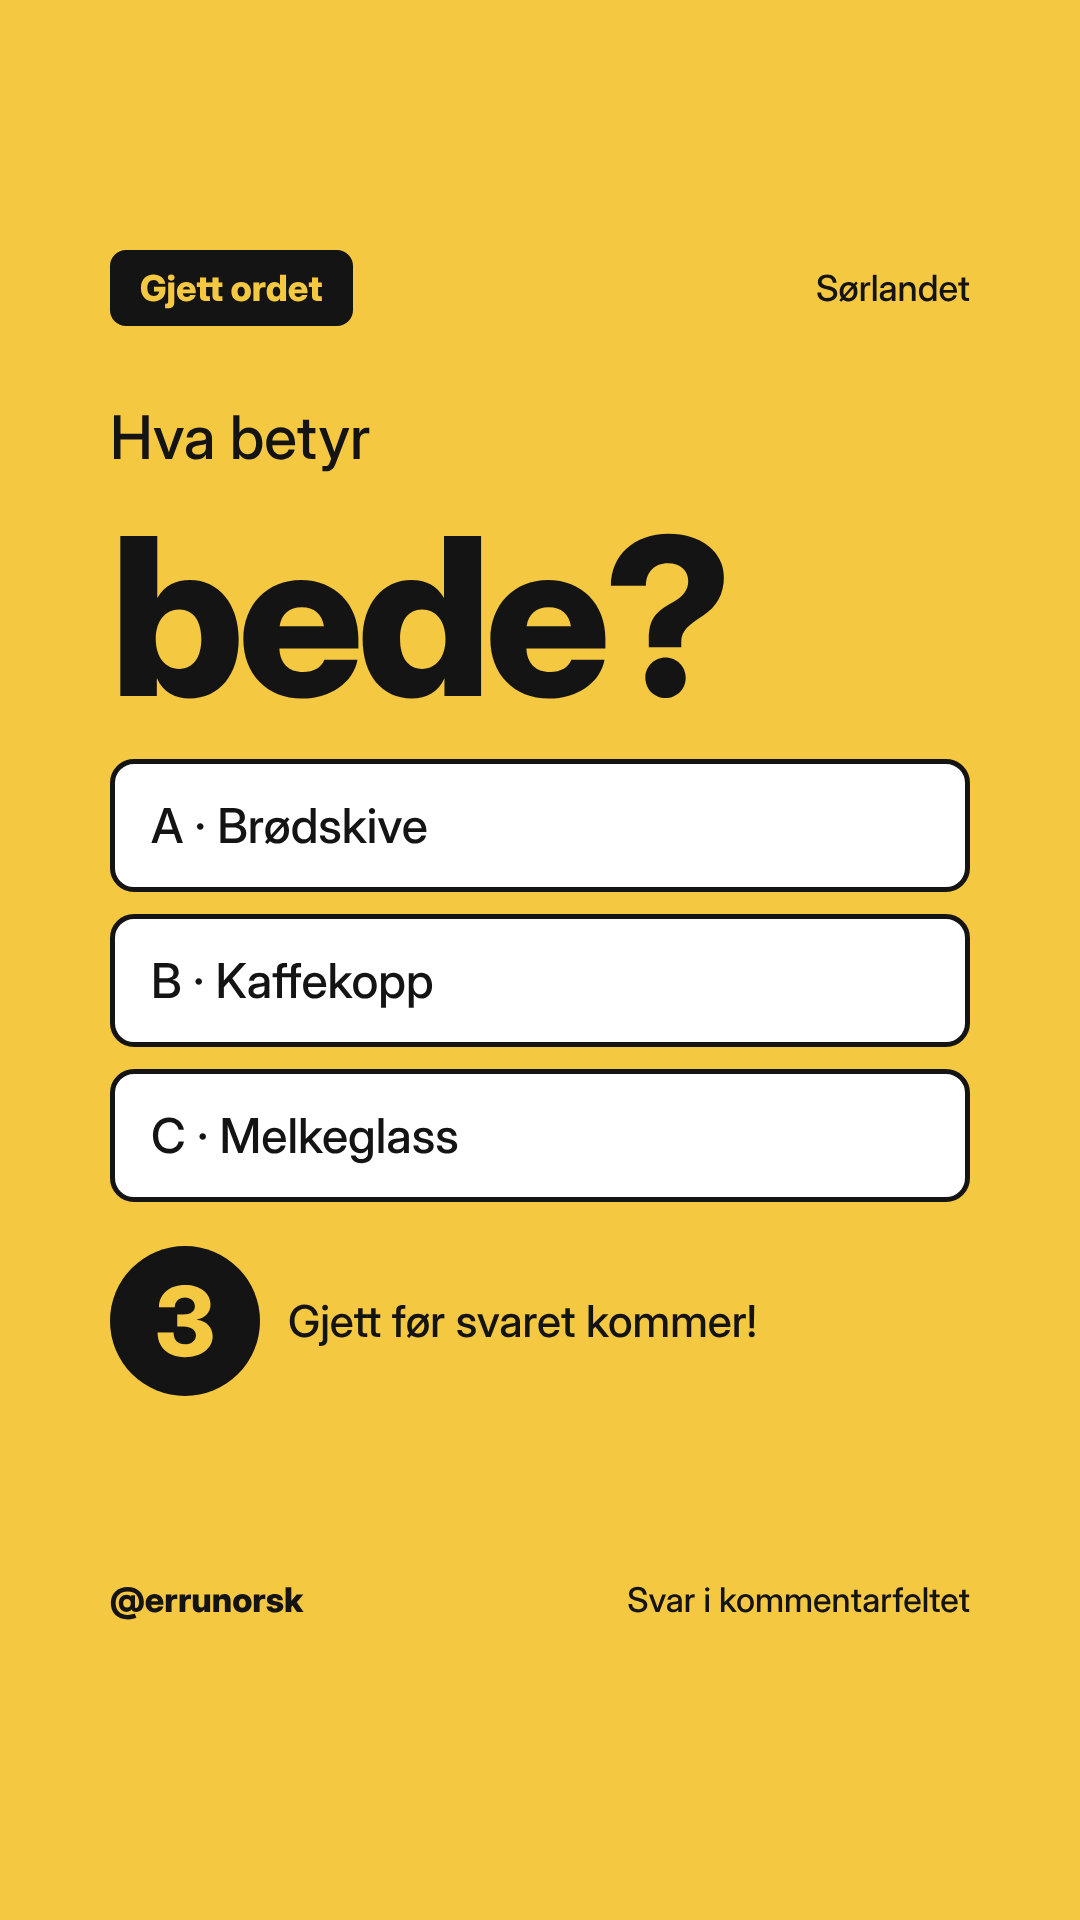 Gjett ordet
Sørlandet
Hva betyr
bede?
A · Brødskive
B · Kaffekopp
C · Melkeglass
3
Gjett før svaret kommer!
@errunorsk
Svar i kommentarfeltet